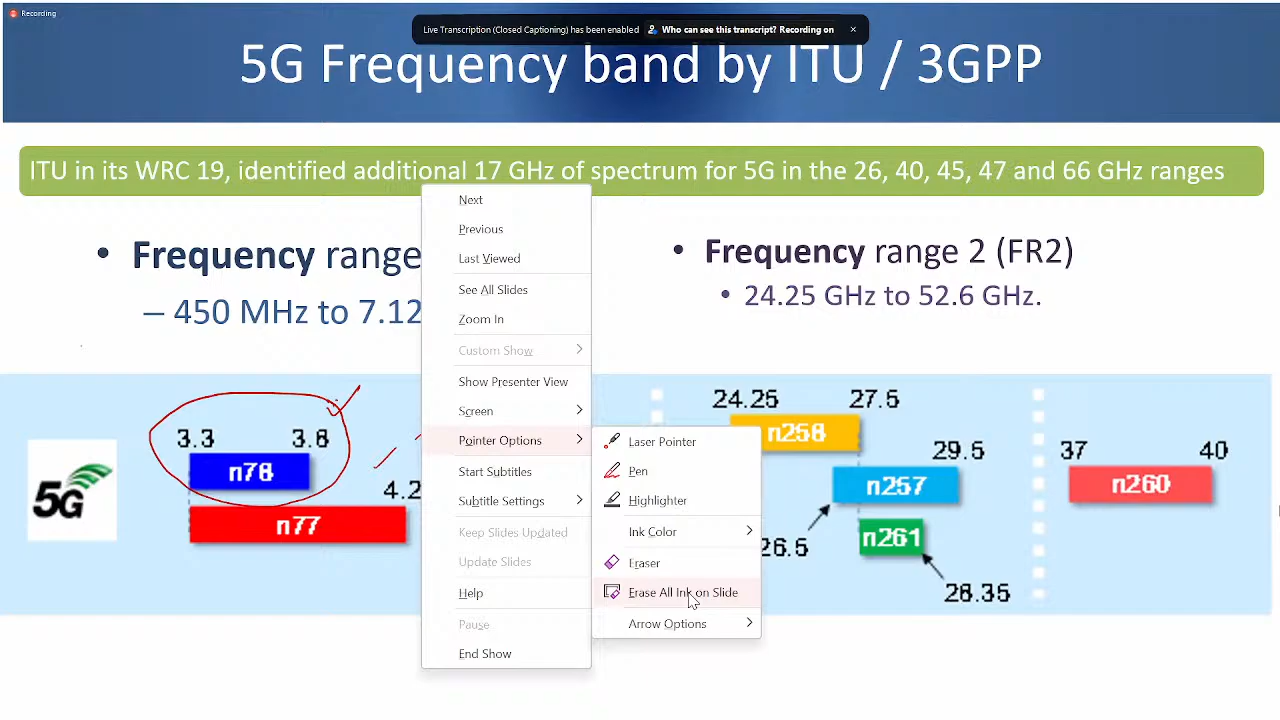 Recording
Live Transcription (Closed Captioning) has been enabled Who can see this transcript? Recording on
5G Frequency band by ITU / 3GPP
ITU in its WRC 19, identified additional 17 GHz of spectrum for 5G in the 26, 40, 45, 47 and 66 GHz ranges
• Frequency range
– 450 MHz to 7.12
• Frequency range 2 (FR2)
• 24.25 GHz to 52.6 GHz.
Next
Previous
Last Viewed
See All Slides
Zoom In
Custom Show
Show Presenter View
Screen
Pointer Options
Start Subtitles
Subtitle Settings
Keep Slides Updated
Update Slides
Help
Pause
End Show
Laser Pointer
Pen
Highlighter
Ink Color
Eraser
Erase All Ink on Slide
Arrow Options
5G
3.3 3.8
n78
4.2
n77
24.25 27.5
n258
29.5
n257
26.5
n261
28.35
37 40
n260